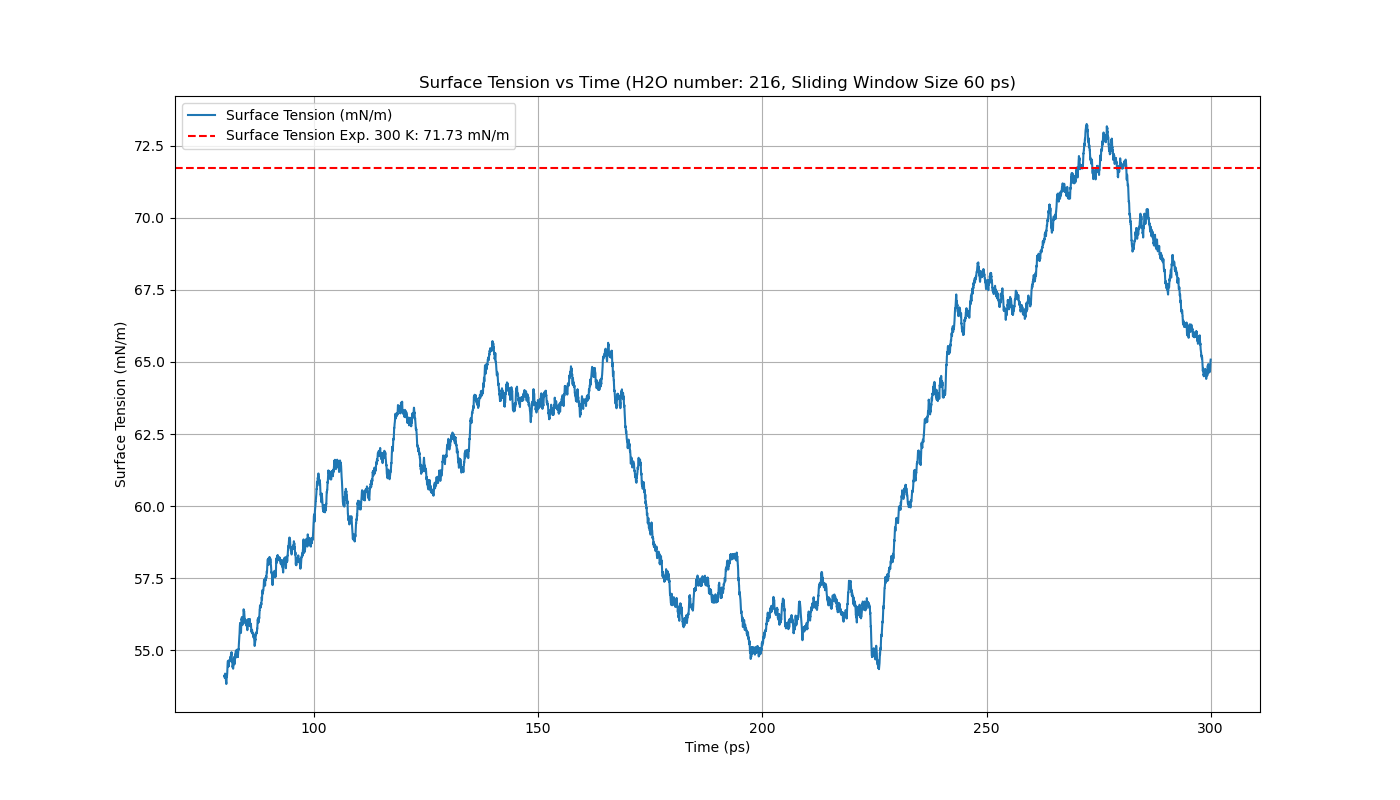 Surface Tension vs Time (H2O number: 216, Sliding Window Size 60 ps)
Surface Tension (mN/m)
Surface Tension Exp. 300 K: 71.73 mN/m
Surface Tension (mN/m)
72.5
70.0
67.5
65.0
62.5
60.0
57.5
55.0
100
150
200
250
300
Time (ps)